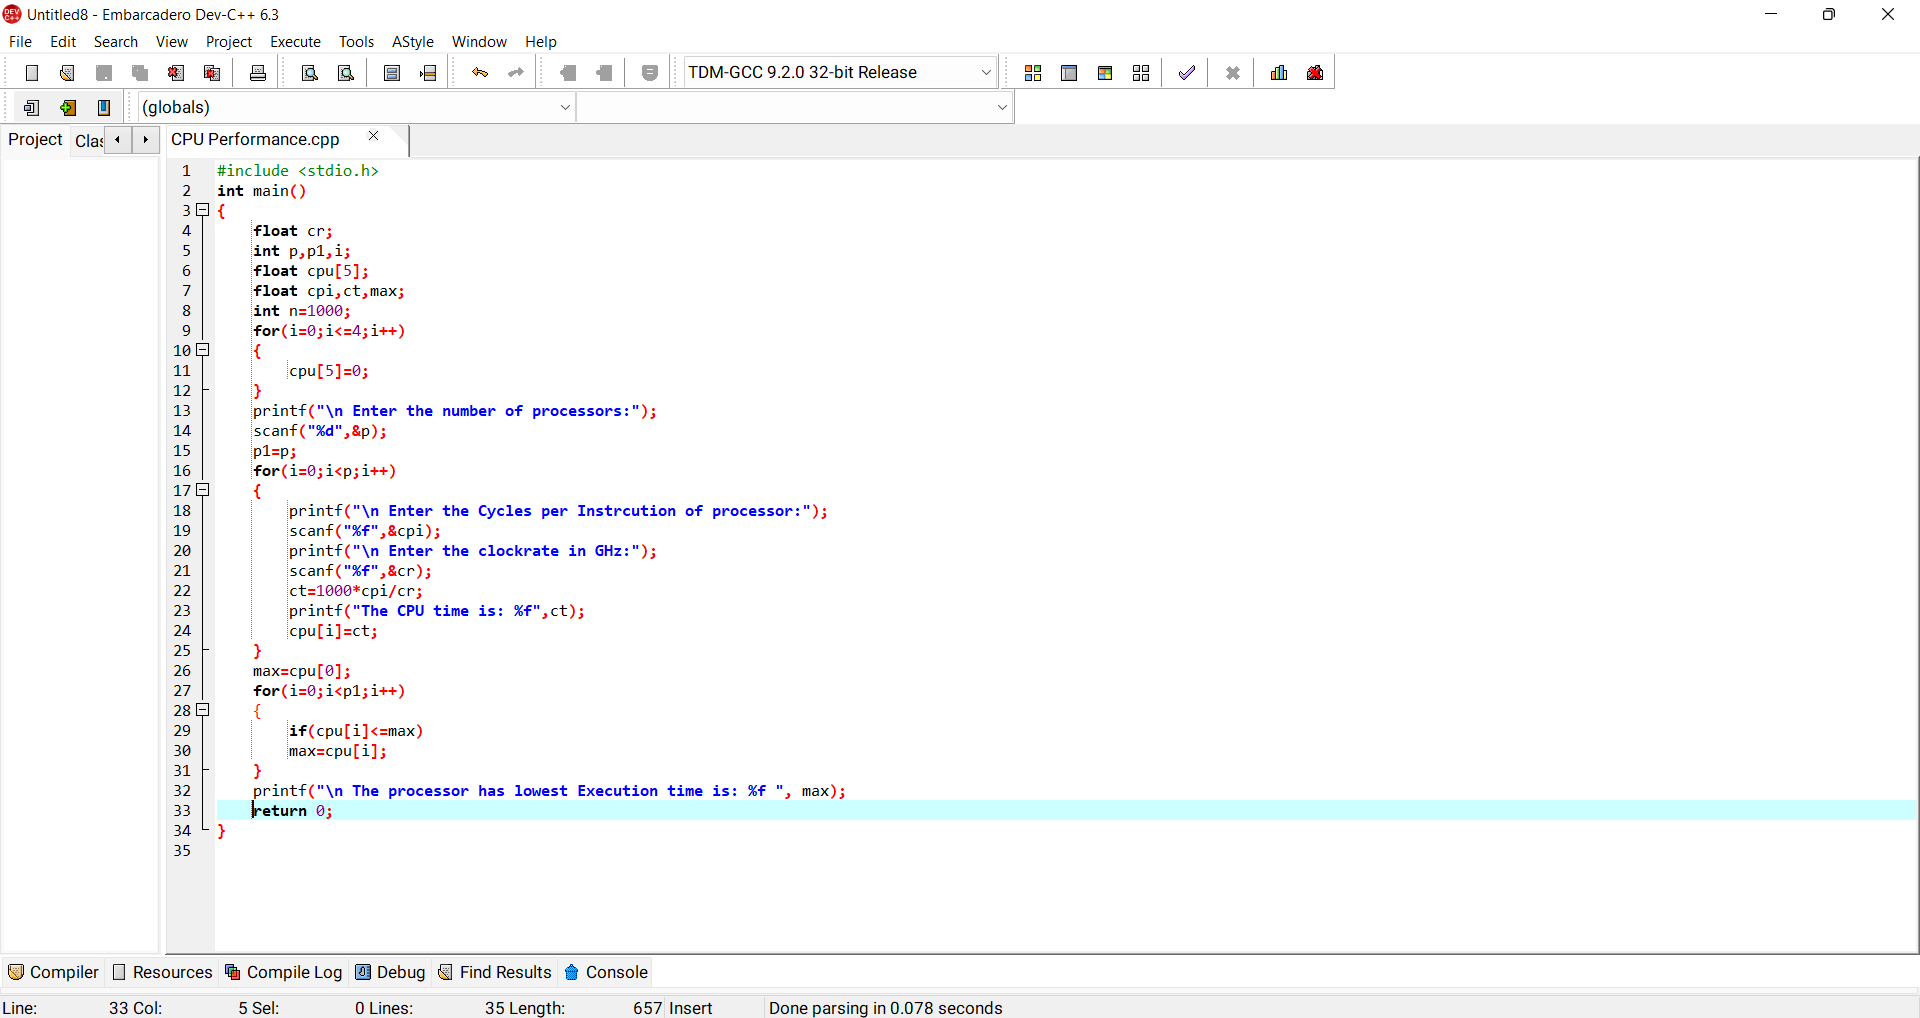 Untitled8 - Embarcadero Dev-C++ 6.3
File Edit Search View Project Execute Tools AStyle Window Help
TDM-GCC 9.2.0 32-bit Release
(globals)
Project Clas CPU Performance.cpp
1 #include <stdio.h>
2 int main()
3 {
4 float cr;
5 int p,p1,i;
6 float cpu[5];
7 float cpi,ct,max;
8 int n=1000;
9 for(i=0;i<=4;i++)
10 {
11 cpu[5]=0;
12 }
13 printf("\n Enter the number of processors:");
14 scanf("%d",&p);
15 p1=p;
16 for(i=0;i<p;i++)
17 {
18 printf("\n Enter the Cycles per Instrcution of processor:");
19 scanf("%f",&cpi);
20 printf("\n Enter the clockrate in GHz:");
21 scanf("%f",&cr);
22 ct=1000*cpi/cr;
23 printf("The CPU time is: %f",ct);
24 cpu[i]=ct;
25 }
26 max=cpu[0];
27 for(i=0;i<p1;i++)
28 {
29 if(cpu[i]<=max)
30 max=cpu[i];
31 }
32 printf("\n The processor has lowest Execution time is: %f ", max);
33 return 0;
34 }
35
Compiler Resources Compile Log Debug Find Results Console
Line: 33 Col: 5 Sel: 0 Lines: 35 Length: 657 Insert Done parsing in 0.078 seconds